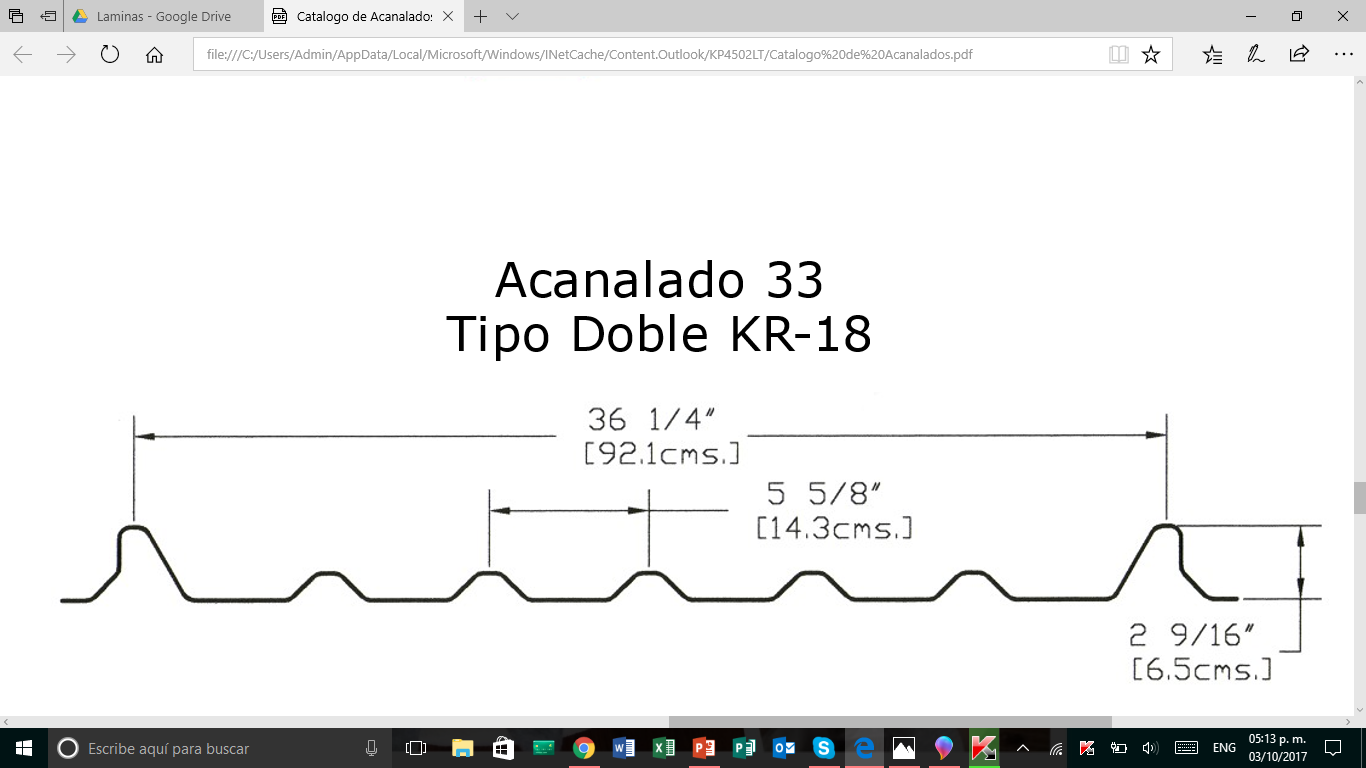 Laminas - Google Drive
Catalogo de Acanalados
file:///C:/Users/Admin/AppData/Local/Microsoft/Windows/INetCache/Content.Outlook/KP4502LT/Catalogo%20de%20Acanalados.pdf
Acanalado 33
Tipo Doble KR-18
36 1/4"
[92.1cms.]
5 5/8"
[14.3cms.]
2 9/16"
[6.5cms.]
Escribe aquí para buscar
ENG
05:13 p. m.
03/10/2017